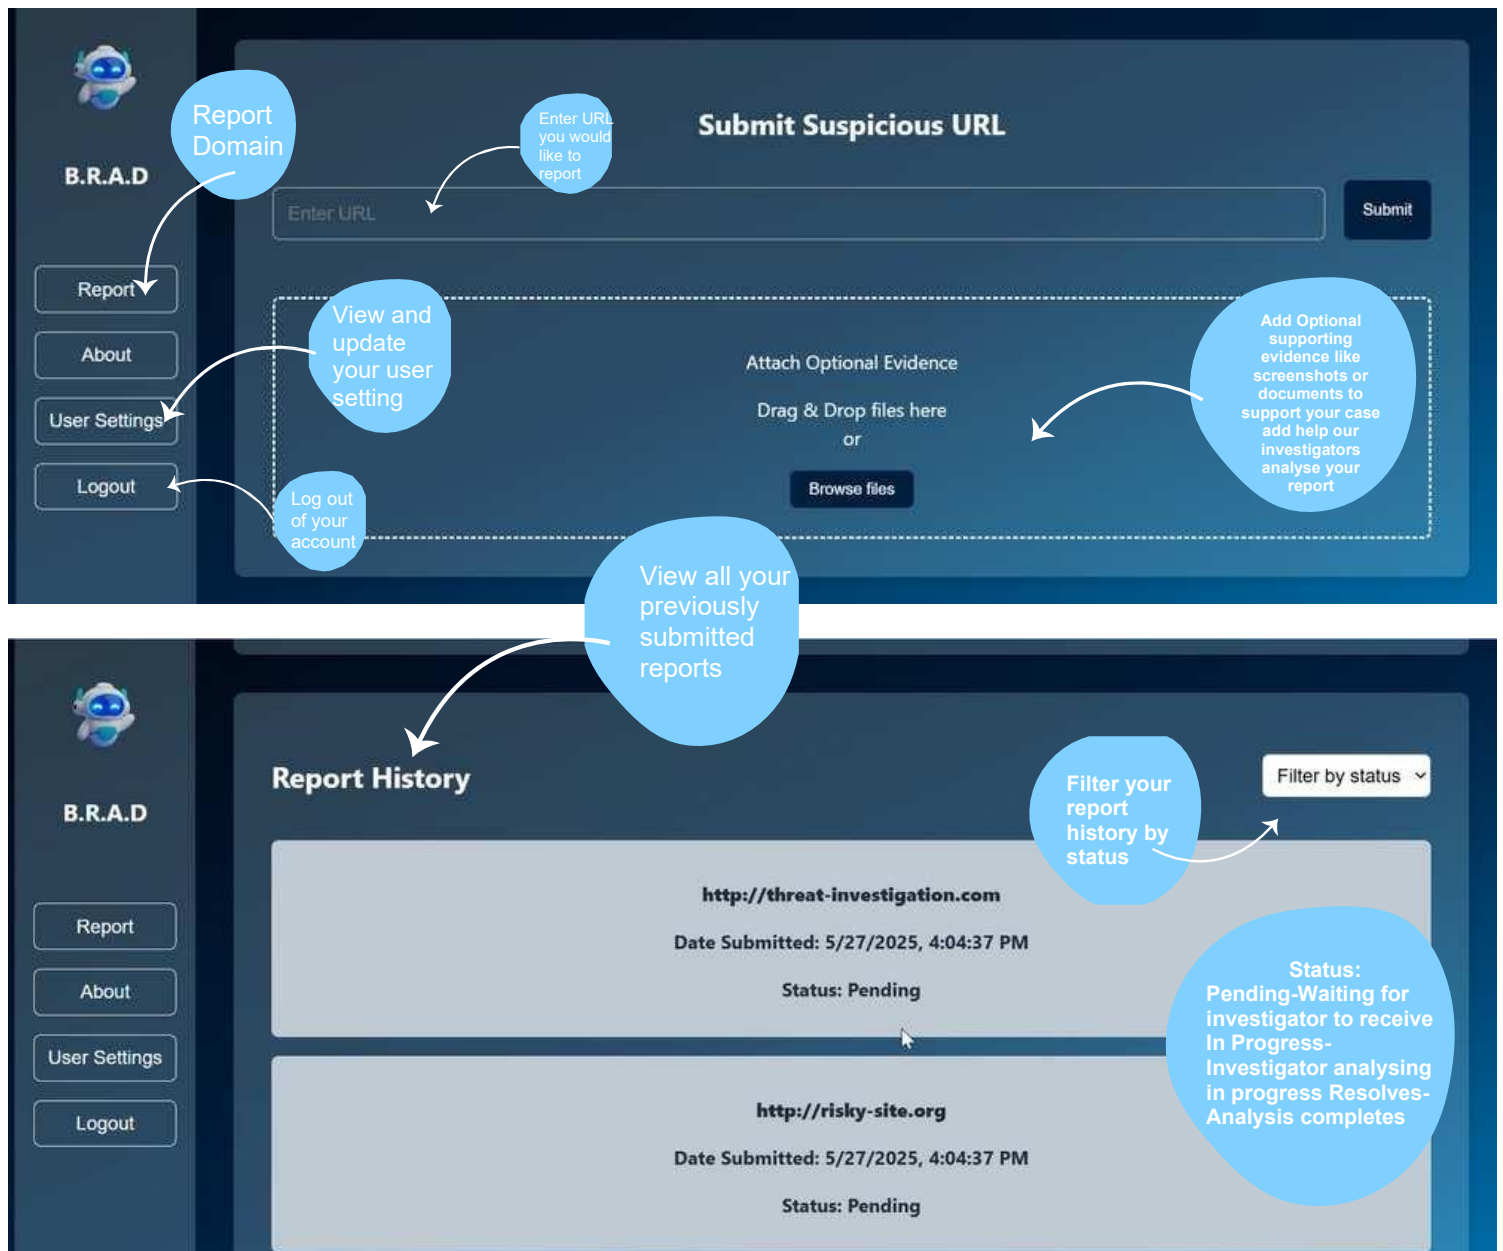 B.R.A.D
Report
Domain
Enter URL
you would
like to
report
Submit Suspicious URL
Enter URL
Submit
Report
About
User Settings
Logout
View and
update
your user
setting
Log out
of your
account
Attach Optional Evidence
Drag & Drop files here
or
Browse files
Add Optional
supporting
evidence like
screenshots or
documents to
support your case
add help our
investigators
analyse your
report
View all your
previously
submitted
reports
B.R.A.D
Report
About
User Settings
Logout
Report History
Filter your
report
history by
status
Filter by status
http://threat-investigation.com
Date Submitted: 5/27/2025, 4:04:37 PM
Status: Pending
http://risky-site.org
Date Submitted: 5/27/2025, 4:04:37 PM
Status: Pending
Status:
Pending-Waiting for
investigator to receive
In Progress-
Investigator analysing
in progress Resolves-
Analysis completes